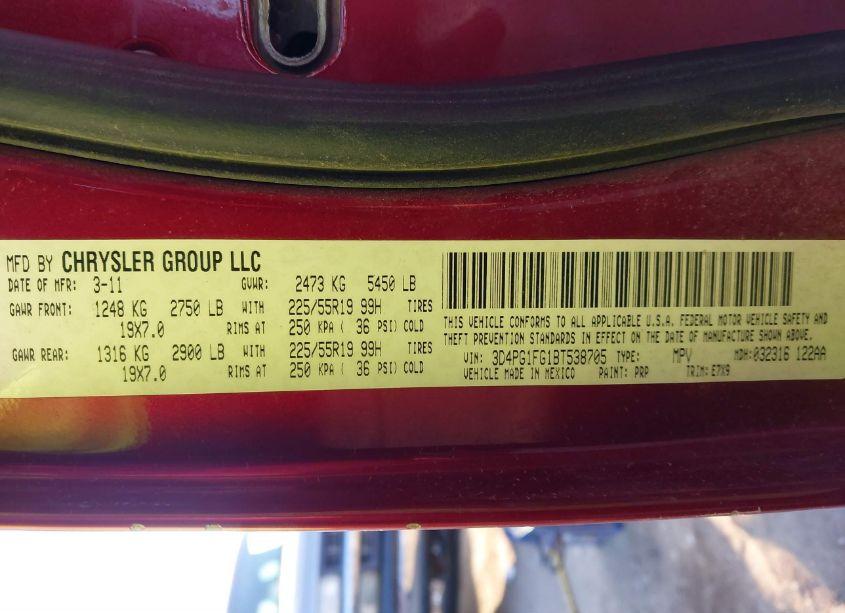 MFD BY CHRYSLER GROUP LLC
DATE OF MFR: 3-11 GVWR: 2473 KG 5450 LB
GAWR FRONT: 1248 KG 2750 LB WITH 225/55R19 99H TIRES
19X7.0 RIMS AT 250 KPA ( 36 PSI) COLD
GAWR REAR: 1316 KG 2900 LB WITH 225/55R19 99H TIRES
19X7.0 RIMS AT 250 KPA ( 36 PSI) COLD
THIS VEHICLE CONFORMS TO ALL APPLICABLE U.S.A. FEDERAL MOTOR VEHICLE SAFETY AND
THEFT PREVENTION STANDARDS IN EFFECT ON THE DATE OF MANUFACTURE SHOWN ABOVE.
VIN: 3D4PG1FG1BT538705 TYPE: MPV MDH: 032316 122AA
VEHICLE MADE IN MEXICO PAINT: PRP TRIM: E7X9